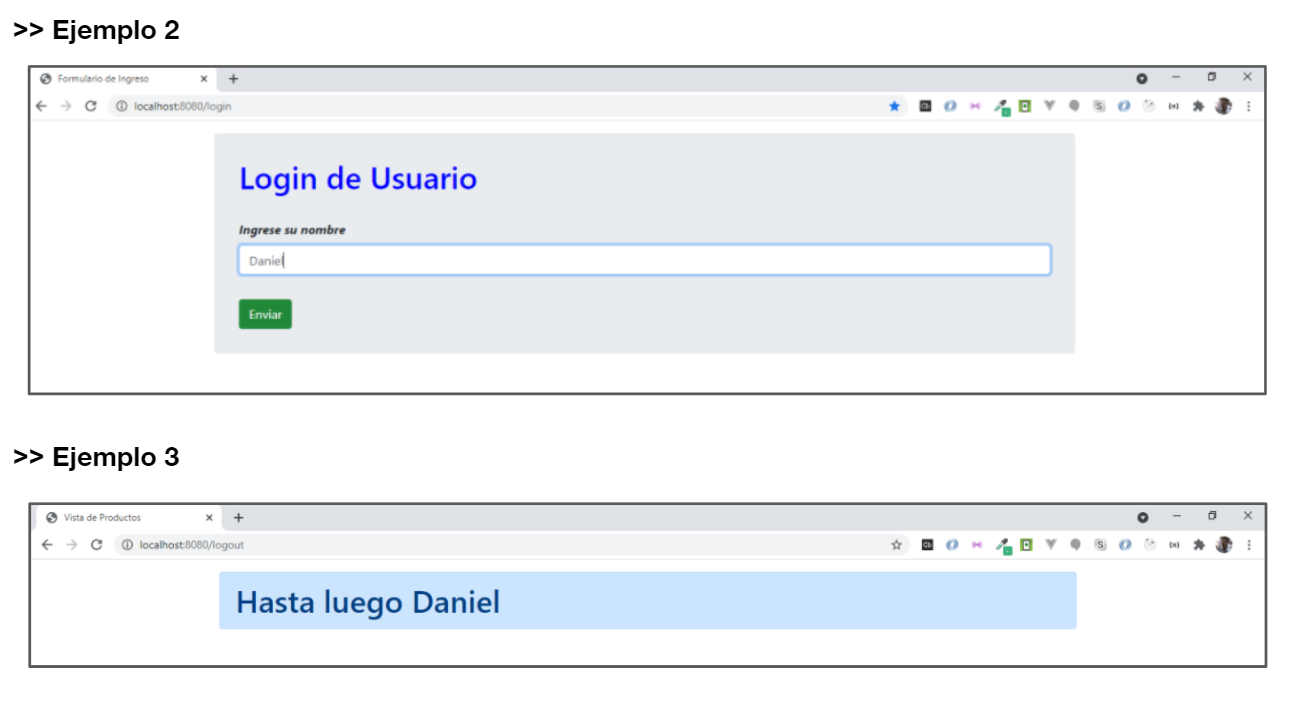 >> Ejemplo 2
Formulario de Ingreso
localhost:8080/login
Login de Usuario
Ingrese su nombre
Daniel
Enviar
>> Ejemplo 3
Vista de Productos
localhost:8080/logout
Hasta luego Daniel